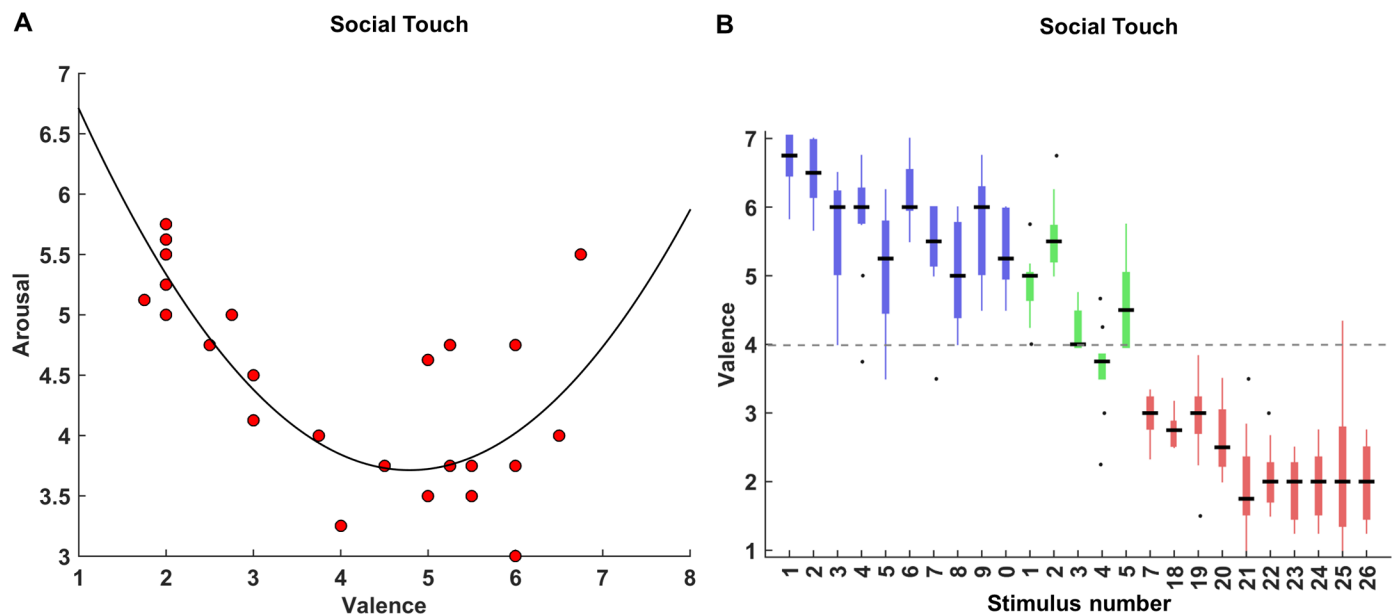 A
Social Touch
7
6.5
6
5.5
5
4.5
4
3.5
3
Arousal
1 2 3 4 5 6 7 8
Valence
B
Social Touch
7
6
5
4
3
2
1
Valence
1 2 3 4 5 6 7 8 9 0 1 2 3 4 5 7 18 19 20 21 22 23 24 25 26
Stimulus number